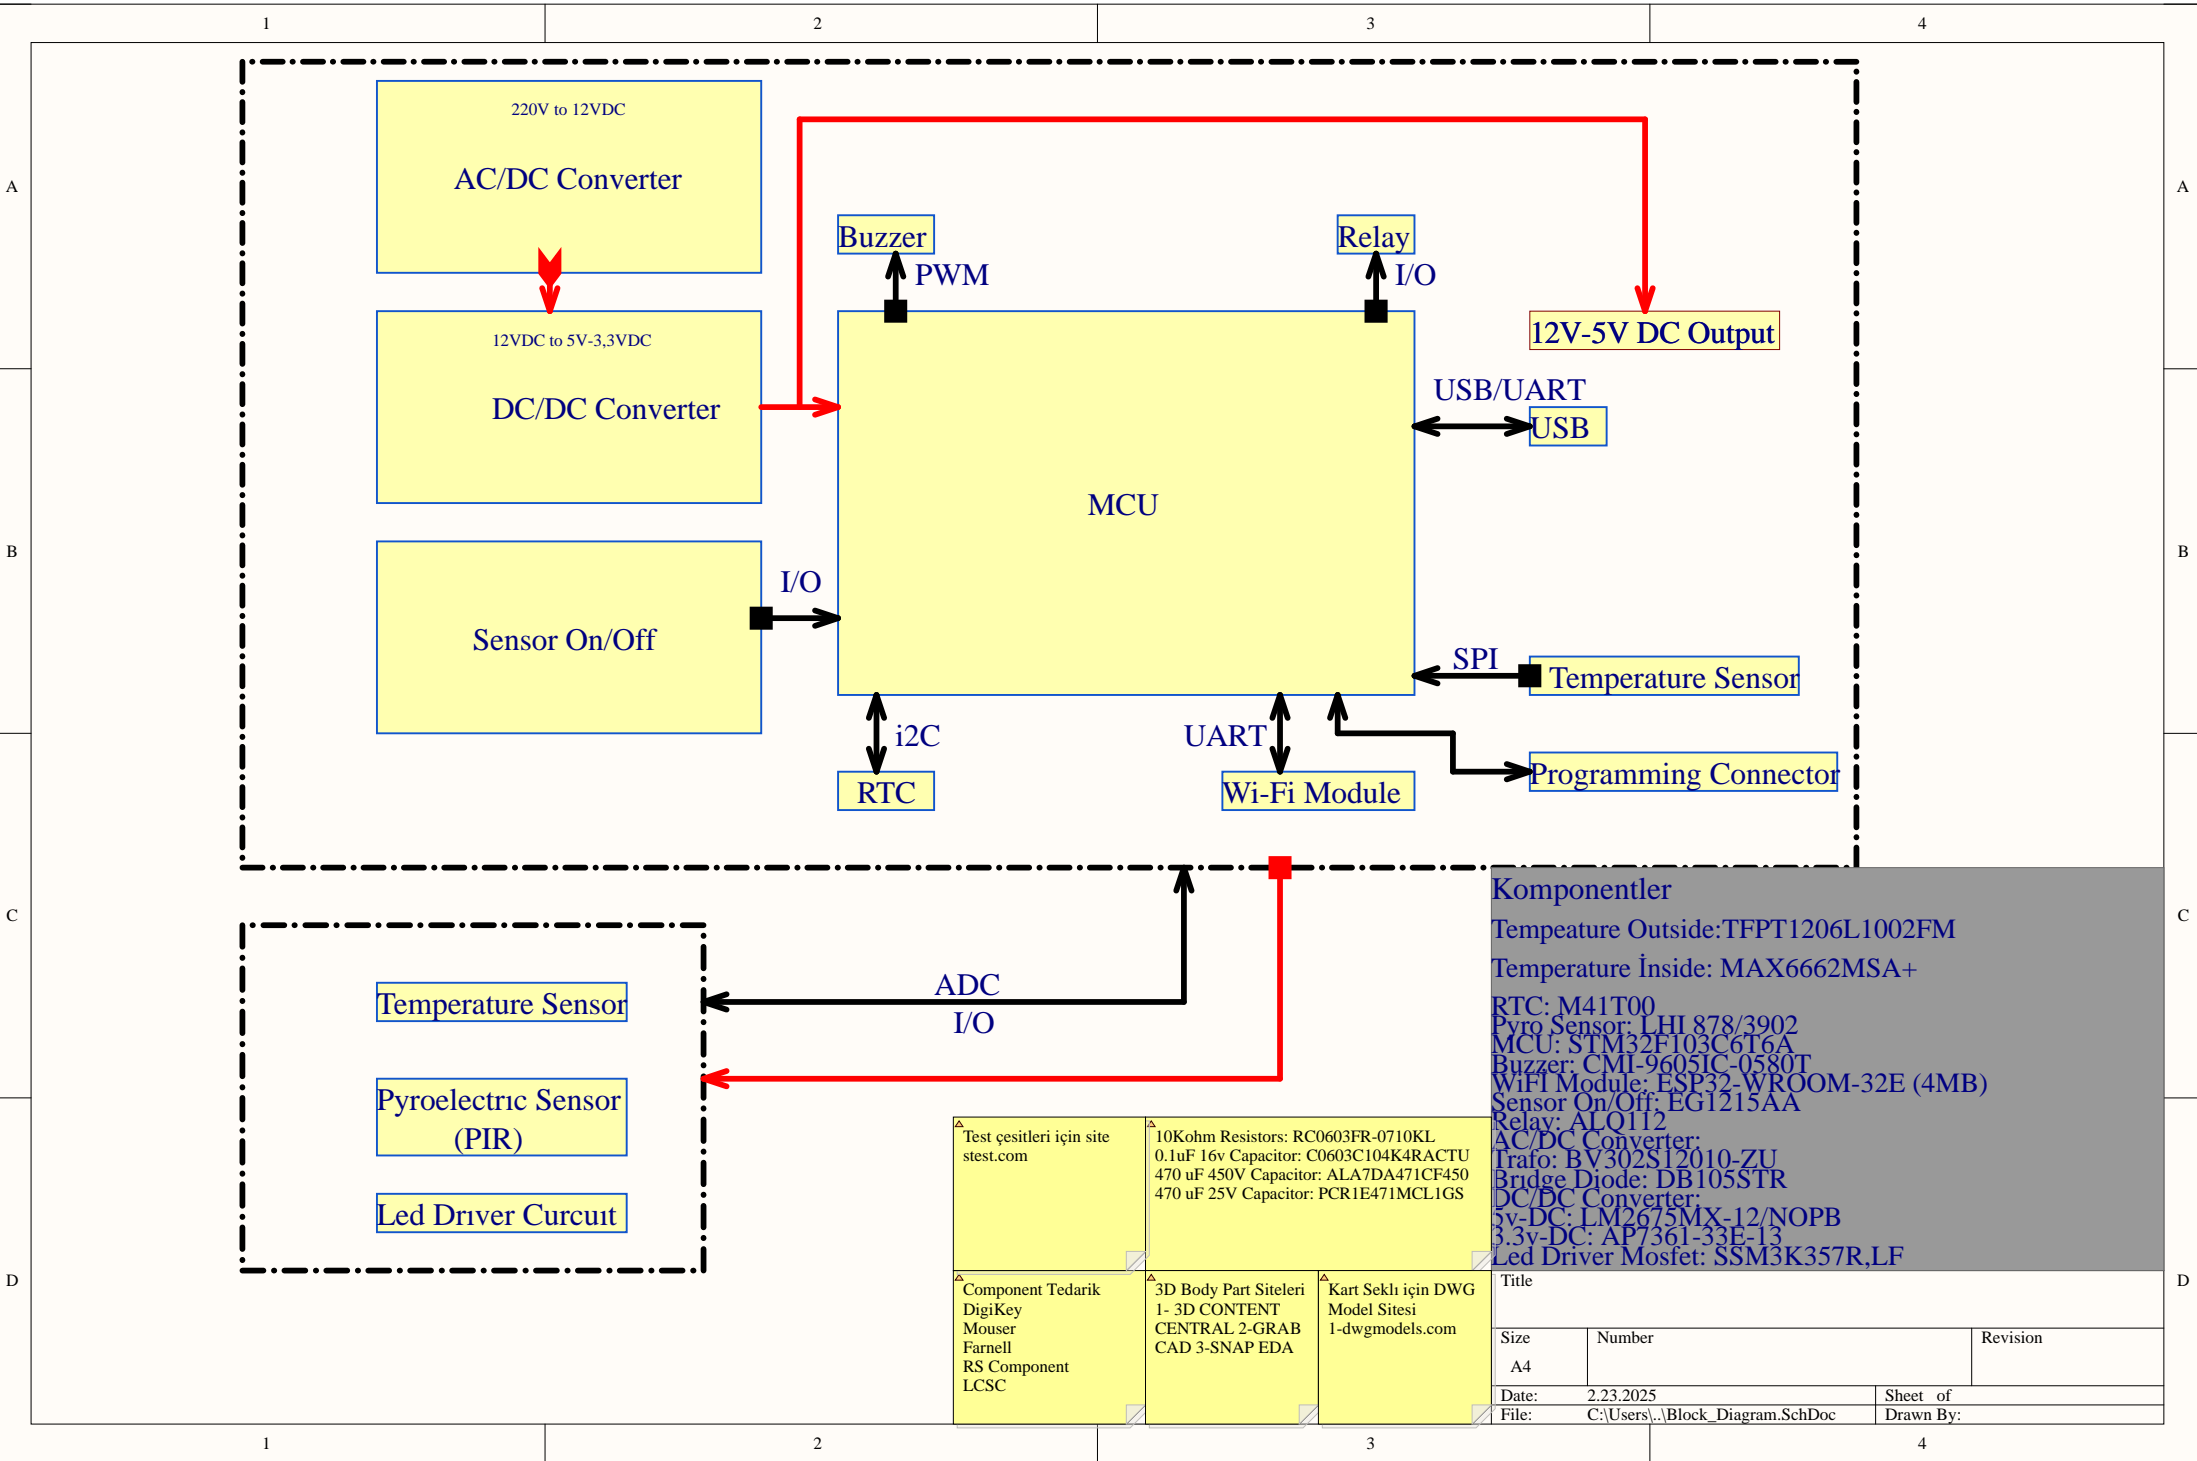 1 2 3 4
A A
B B
C C
D D
220V to 12VDC
AC/DC Converter
12VDC to 5V-3,3VDC
DC/DC Converter
Sensor On/Off
I/O
Buzzer
PWM
Relay
I/O
12V-5V DC Output
USB/UART
USB
MCU
SPI
Temperature Sensor
i2C
RTC
UART
Wi-Fi Module
Programming Connector
ADC
I/O
Temperature Sensor
Pyroelectrıc Sensor
(PIR)
Led Drıver Curcuıt
Komponentler
Tempeature Outside:TFPT1206L1002FM
Temperature İnside: MAX6662MSA+
RTC: M41T00
Pyro Sensor: LHI 878/3902
MCU: STM32F103C6T6A
Buzzer: CMI-9605IC-0580T
WiFI Module: ESP32-WROOM-32E (4MB)
Sensor On/Off: EG1215AA
Relay: ALQ112
AC/DC Converter:
Trafo: BV302S12010-ZU
Bridge Diode: DB105STR
DC/DC Converter:
5v-DC: LM2675MX-12/NOPB
3.3v-DC: AP7361-33E-13
Led Driver Mosfet: SSM3K357R,LF
Test çesitleri için site
stest.com
10Kohm Resistors: RC0603FR-0710KL
0.1uF 16v Capacitor: C0603C104K4RACTU
470 uF 450V Capacitor: ALA7DA471CF450
470 uF 25V Capacitor: PCR1E471MCL1GS
Component Tedarik
DigiKey
Mouser
Farnell
RS Component
LCSC
3D Body Part Siteleri
1- 3D CONTENT
CENTRAL 2-GRAB
CAD 3-SNAP EDA
Kart Seklı için DWG
Model Sitesi
1-dwgmodels.com
Title
Size Number Revision
A4
Date: 2.23.2025 Sheet of
File: C:\Users\..\Block_Diagram.SchDoc Drawn By:
1 2 3 4